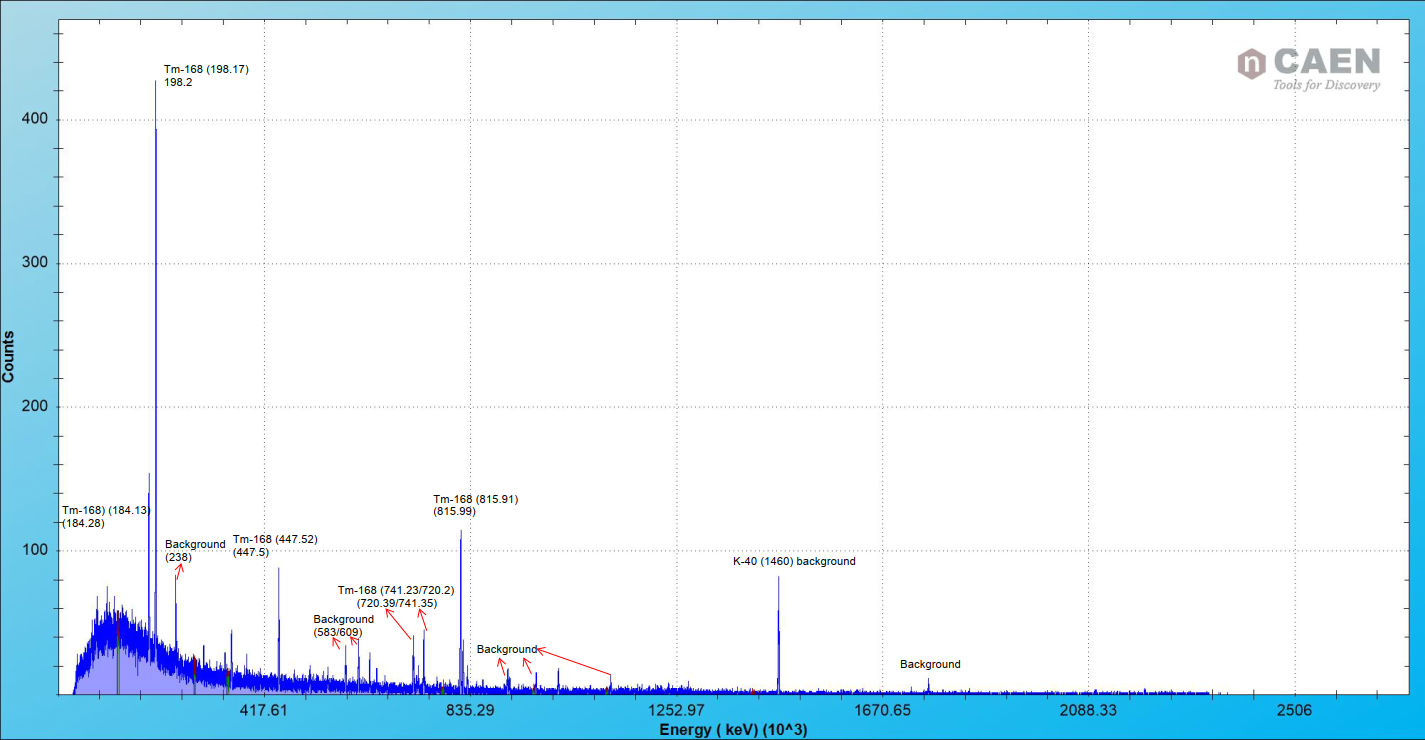 CAEN
Tools for Discovery
Tm-168 (198.17)
198.2
Tm-168) (184.13)
(184.28)
Background
(238)
Tm-168 (447.52)
(447.5)
Background
(583/609)
Tm-168 (741.23/720.2)
(720.39/741.35)
Tm-168 (815.91)
(815.99)
Background
K-40 (1460) background
Background
400
300
200
100
Counts
417.61
835.29
1252.97
1670.65
2088.33
2506
Energy ( keV) (10^3)